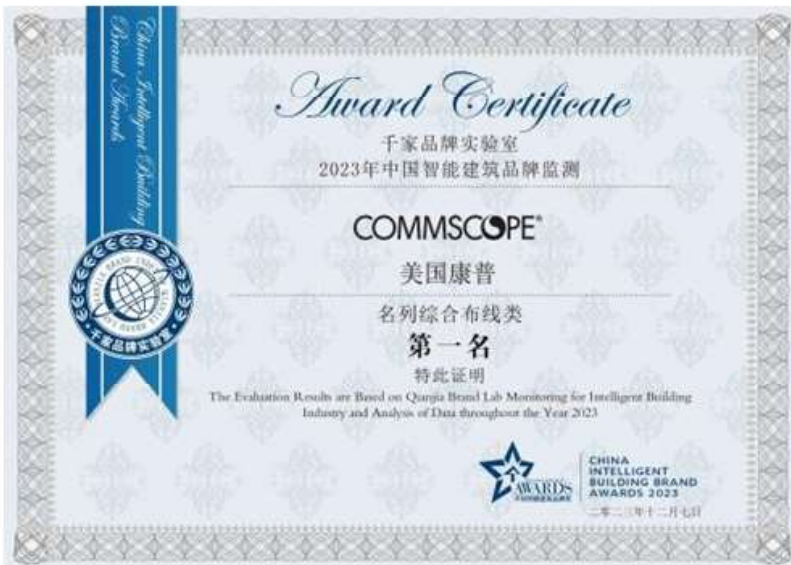 China Intelligent Building
Brand Awards
Award Certificate
千家品牌实验室
2023年中国智能建筑品牌监测
COMMSCOPE®
美国康普
名列综合布线类
第一名
特此证明
The Evaluation Results are Based on Qianjia Brand Lab Monitoring for Intelligent Building
Industry and Analysis of Data throughout the Year 2023
千家品牌实验室
AWARDS
CHINA
INTELLIGENT
BUILDING BRAND
AWARDS 2023
二零二三年十二月七日